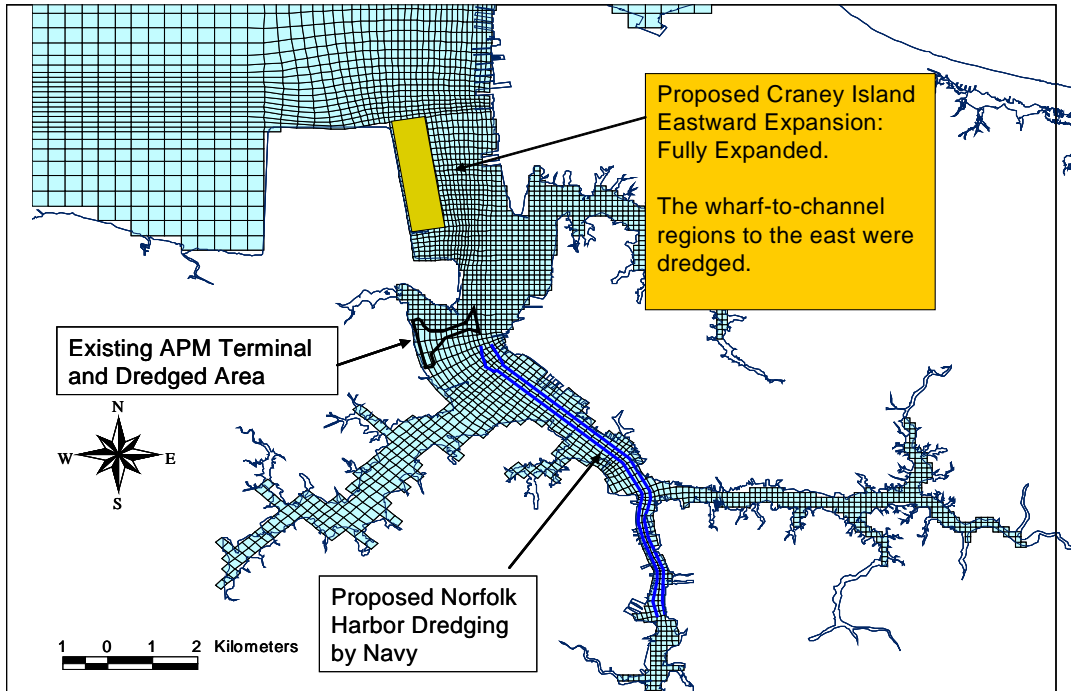 Proposed Craney Island
Eastward Expansion:
Fully Expanded.
The wharf-to-channel
regions to the east were
dredged.
Existing APM Terminal
and Dredged Area
N
W
E
S
Proposed Norfolk
Harbor Dredging
by Navy
1 0 1 2 Kilometers